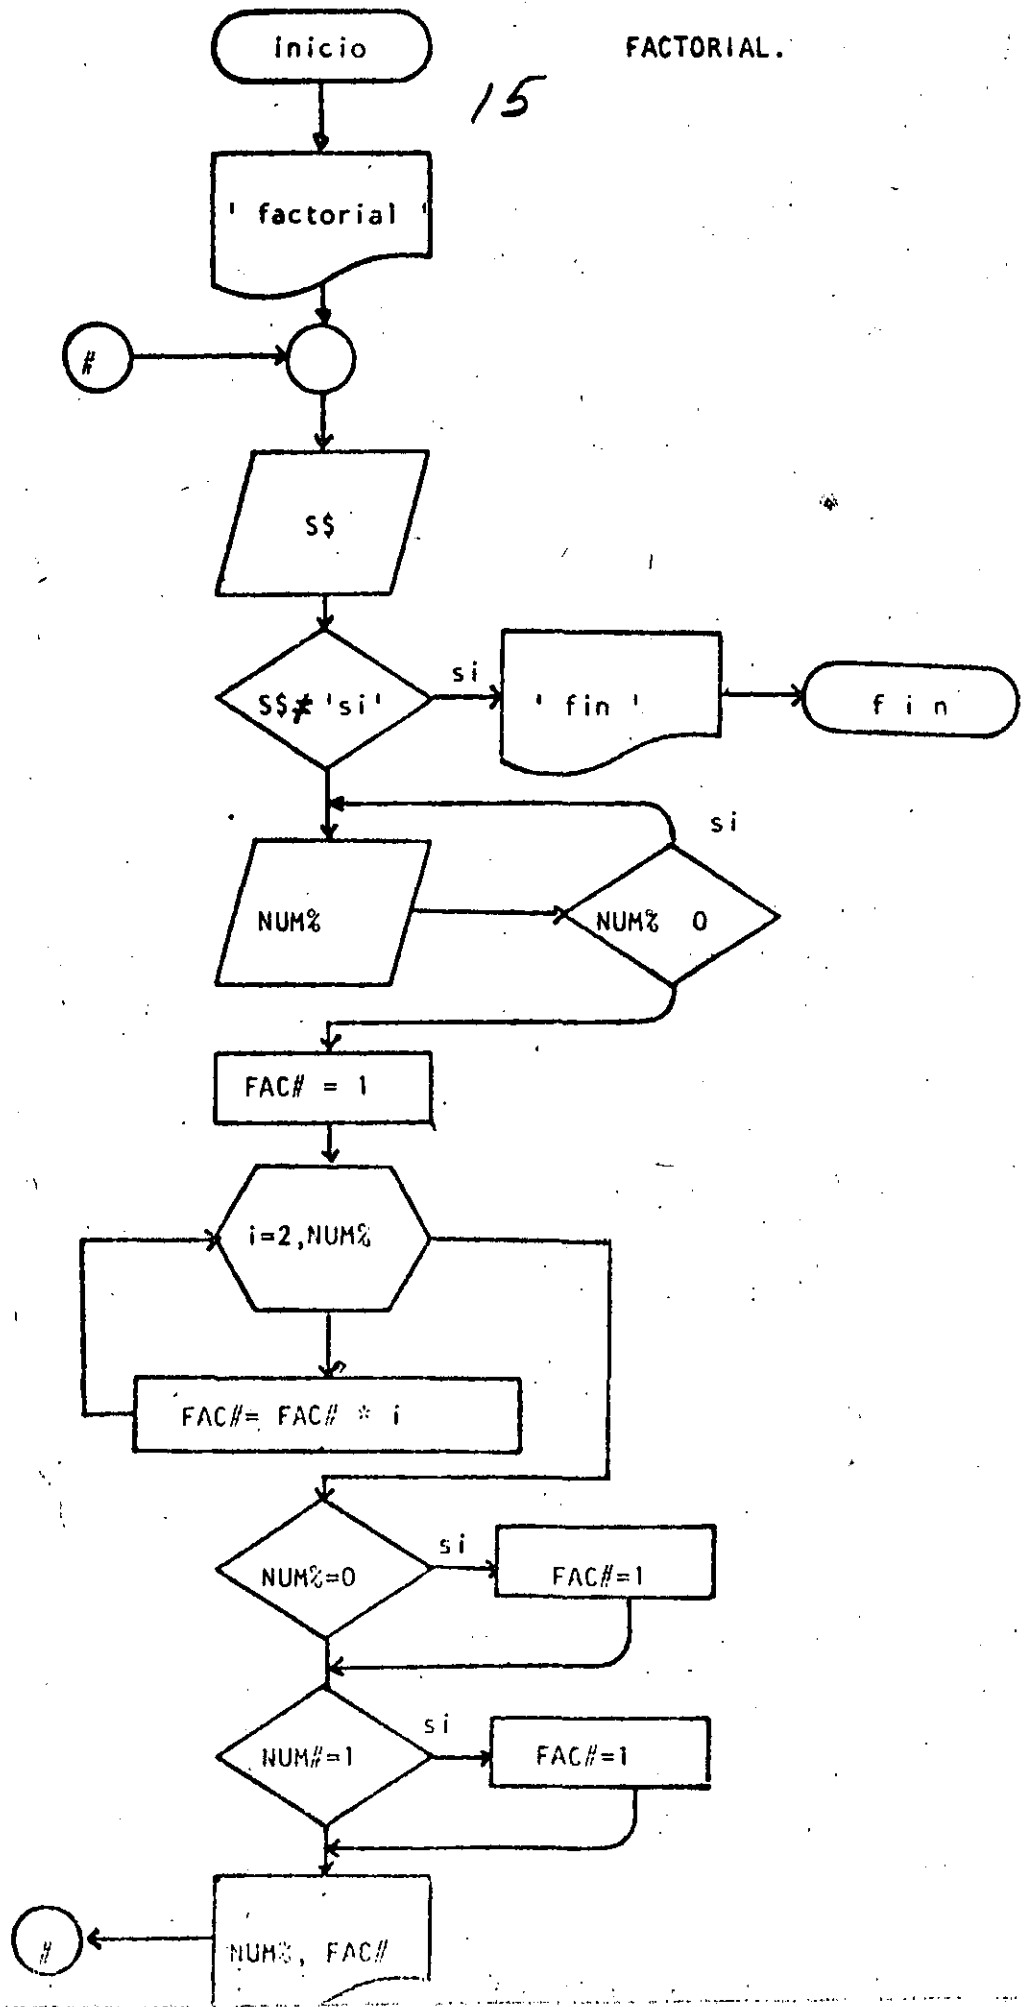 inicio
FACTORIAL.
15
' factorial '
#
S$
S$≠'si'
si
' fin '
f i n
si
NUM%
NUM% 0
FAC# = 1
i=2,NUM%
FAC#= FAC# * i
NUM%=0
si
FAC#=1
NUM#=1
si
FAC#=1
#
NUM%, FAC#